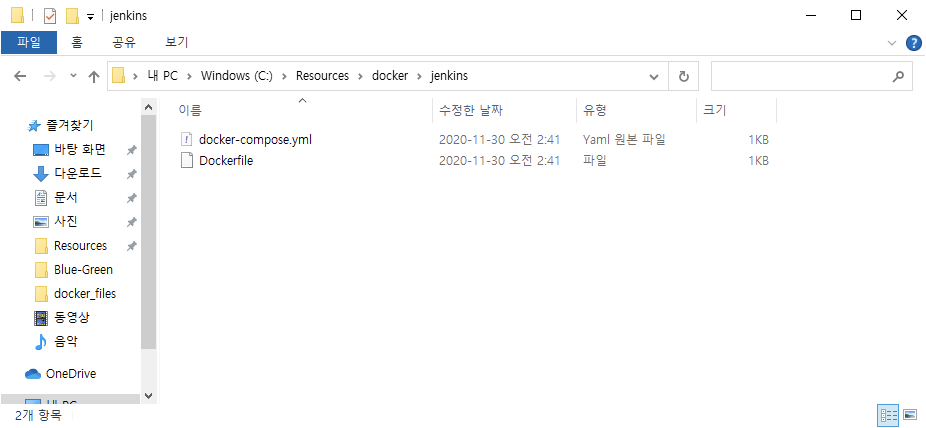 jenkins
파일 홈 공유 보기
내 PC Windows (C:) Resources docker jenkins
이름 수정한 날짜 유형 크기
즐겨찾기
바탕 화면
다운로드
문서
사진
Resources
Blue-Green
docker_files
동영상
음악
OneDrive
내 PC
docker-compose.yml 2020-11-30 오전 2:41 Yaml 원본 파일 1KB
Dockerfile 2020-11-30 오전 2:41 파일 1KB
2개 항목